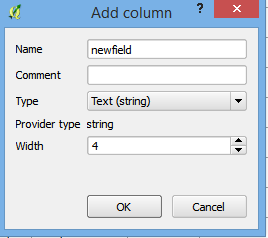 Add column
?
Name newfield
Comment
Type Text (string)
Provider type string
Width 4
OK Cancel